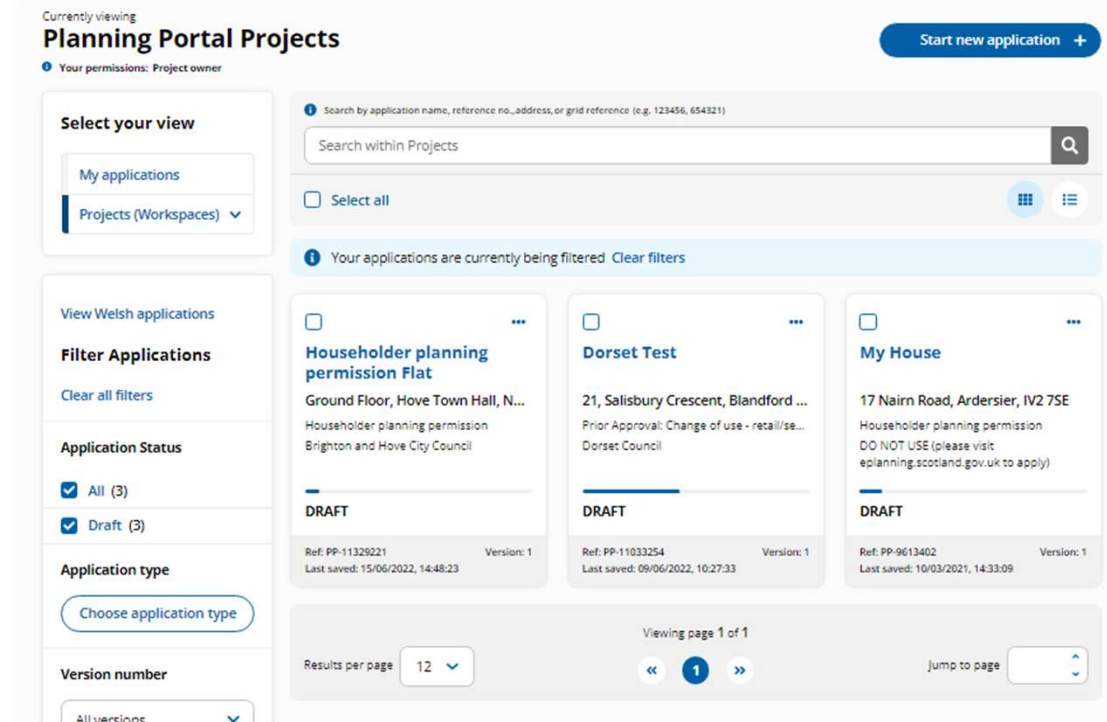 Currently viewing
Planning Portal Projects
Your permissions: Project owner
Start new application +
Select your view
My applications
Projects (Workspaces)
View Welsh applications
Filter Applications
Clear all filters
Application Status
All (3)
Draft (3)
Application type
Choose application type
Version number
All versions
Search by application name, reference no., address, or grid reference (e.g. 123456, 654321)
Search within Projects
Select all
Your applications are currently being filtered Clear filters
Householder planning
permission Flat
Ground Floor, Hove Town Hall, N...
Householder planning permission
Brighton and Hove City Council
DRAFT
Ref: PP-11329221 Version: 1
Last saved: 15/06/2022, 14:48:23
Dorset Test
21, Salisbury Crescent, Blandford ...
Prior Approval: Change of use - retail/se...
Dorset Council
DRAFT
Ref: PP-11033254 Version: 1
Last saved: 09/06/2022, 10:27:33
My House
17 Nairn Road, Ardersier, IV2 7SE
Householder planning permission
DO NOT USE (please visit
eplanning.scotland.gov.uk to apply)
DRAFT
Ref: PP-9613402 Version: 1
Last saved: 10/03/2021, 14:33:09
Results per page 12
Viewing page 1 of 1
« 1 »
Jump to page